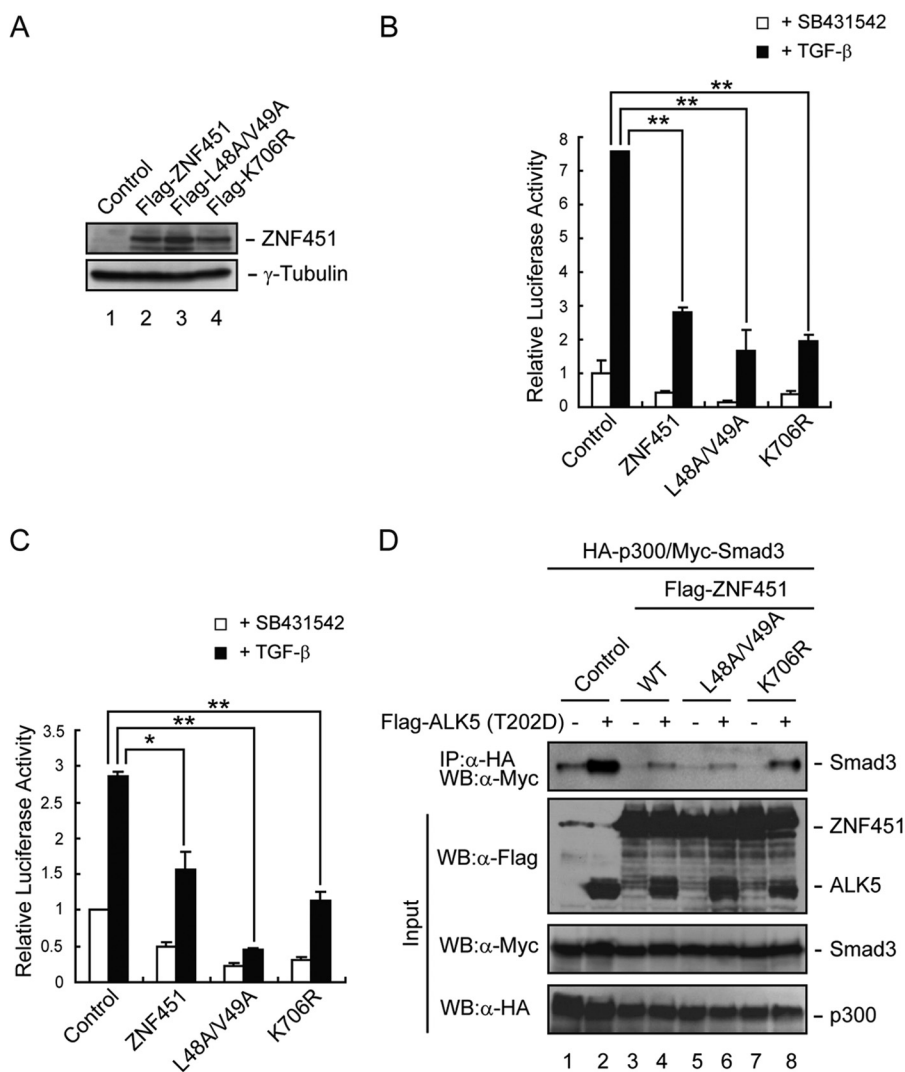 A
Control
Flag-ZNF451
Flag-L48A/V49A
Flag-K706R
– ZNF451
– γ-Tubulin
1 2 3 4
B
+ SB431542
+ TGF-β
**
**
**
Relative Luciferase Activity
8
7
6
5
4
3
2
1
0
Control
ZNF451
L48A/V49A
K706R
C
+ SB431542
+ TGF-β
**
**
*
Relative Luciferase Activity
3.5
3
2.5
2
1.5
1
0.5
0
Control
ZNF451
L48A/V49A
K706R
D
HA-p300/Myc-Smad3
Flag-ZNF451
Control
WT
L48A/V49A
K706R
Flag-ALK5 (T202D) - + - + - + - +
IP:α-HA
WB:α-Myc
– Smad3
Input
WB:α-Flag
– ZNF451
– ALK5
WB:α-Myc – Smad3
WB:α-HA – p300
1 2 3 4 5 6 7 8